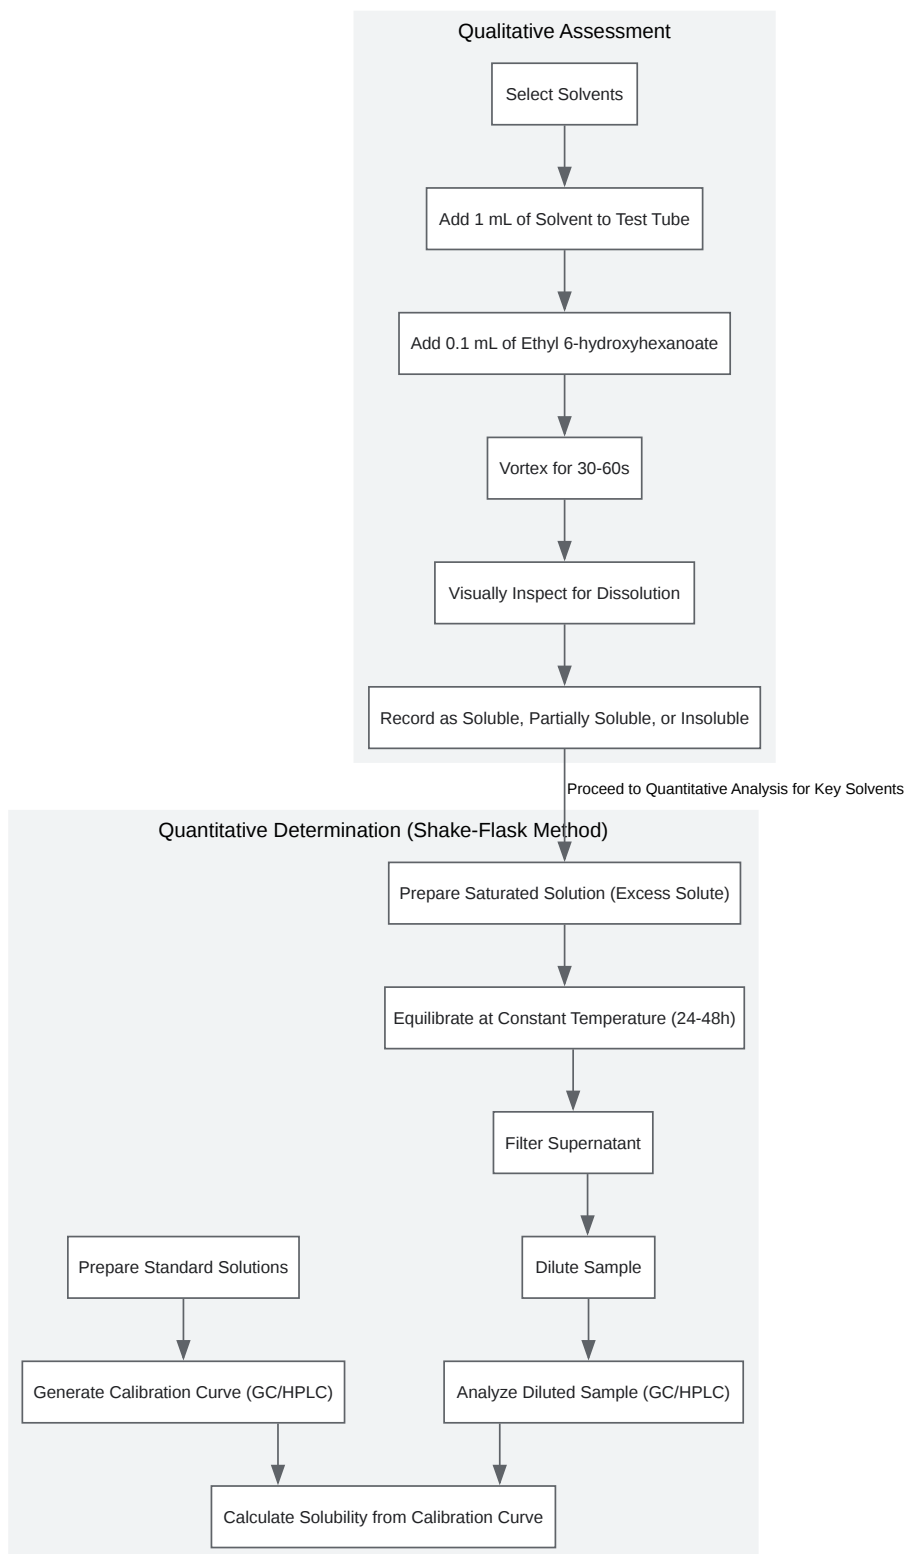 Qualitative Assessment
Select Solvents
Add 1 mL of Solvent to Test Tube
Add 0.1 mL of Ethyl 6-hydroxyhexanoate
Vortex for 30-60s
Visually Inspect for Dissolution
Record as Soluble, Partially Soluble, or Insoluble
Proceed to Quantitative Analysis for Key Solvents
Quantitative Determination (Shake-Flask Method)
Prepare Saturated Solution (Excess Solute)
Equilibrate at Constant Temperature (24-48h)
Filter Supernatant
Prepare Standard Solutions
Dilute Sample
Generate Calibration Curve (GC/HPLC)
Analyze Diluted Sample (GC/HPLC)
Calculate Solubility from Calibration Curve